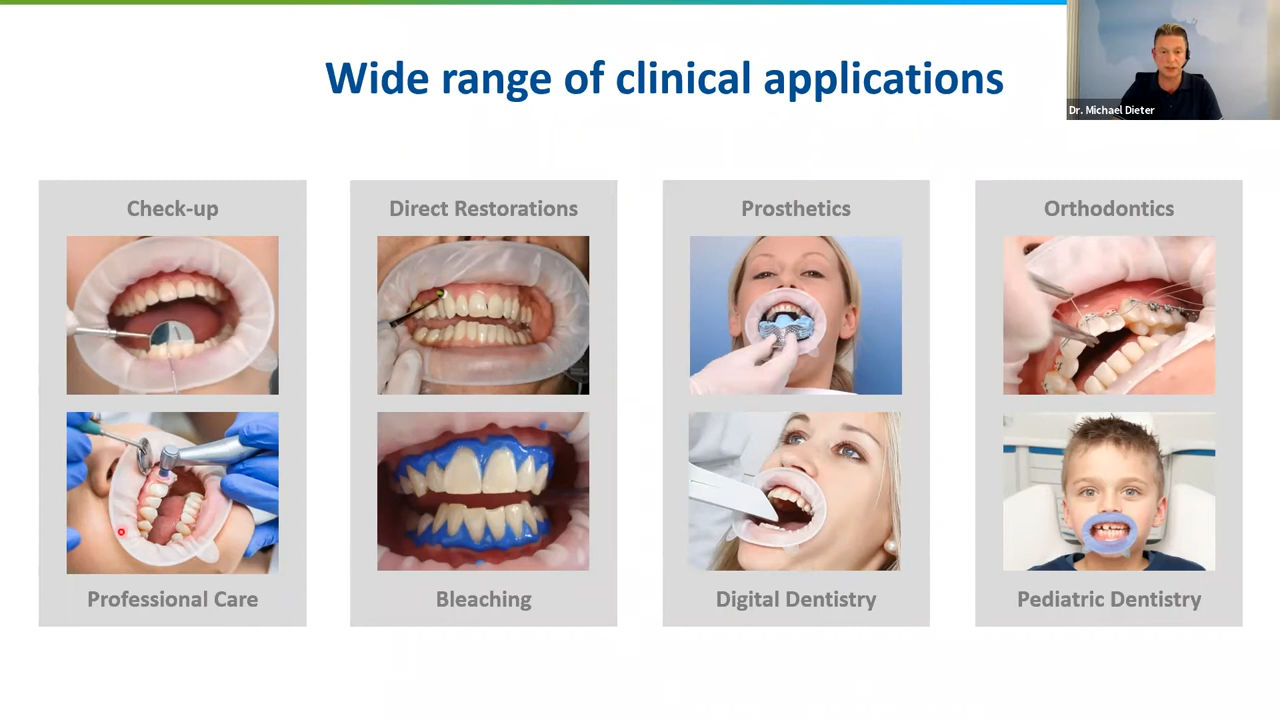 Wide range of clinical applications
Dr. Michael Dieter
Check-up
Direct Restorations
Prosthetics
Orthodontics
Professional Care
Bleaching
Digital Dentistry
Pediatric Dentistry